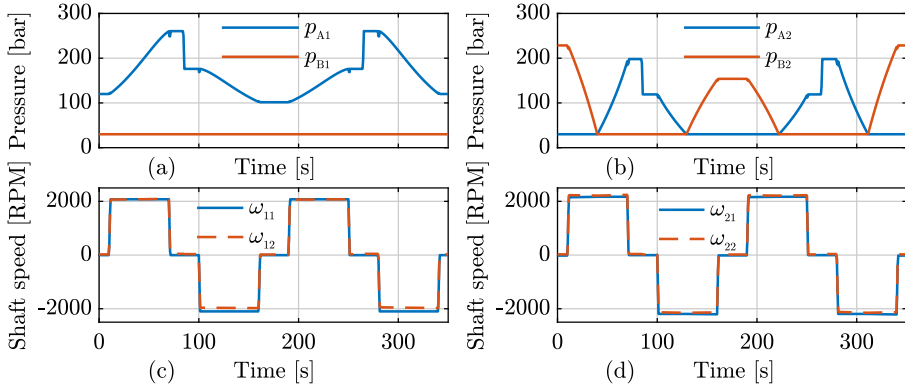 300
200
100
0
Pressure [bar]
p_A1
p_B1
(a)
Time [s]
300
200
100
0
Pressure [bar]
p_A2
p_B2
(b)
Time [s]
2000
0
-2000
Shaft speed [RPM]
ω_11
ω_12
0 100 200 300
(c)
Time [s]
2000
0
-2000
Shaft speed [RPM]
ω_21
ω_22
0 100 200 300
(d)
Time [s]